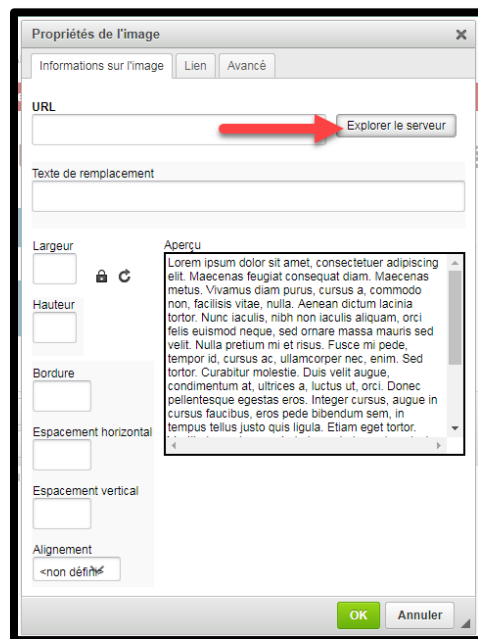 Propriétés de l'image
Informations sur l'image
Lien
Avancé
URL
Explorer le serveur
Texte de remplacement
Largeur
Hauteur
Bordure
Espacement horizontal
Espacement vertical
Alignement
<non défini>
Aperçu
Lorem ipsum dolor sit amet, consectetuer adipiscing
elit. Maecenas feugiat consequat diam. Maecenas
metus. Vivamus diam purus, cursus a, commodo
non, facilisis vitae, nulla. Aenean dictum lacinia
tortor. Nunc iaculis, nibh non iaculis aliquam, orci
felis euismod neque, sed ornare massa mauris sed
velit. Nulla pretium mi et risus. Fusce mi pede,
tempor id, cursus ac, ullamcorper nec, enim. Sed
tortor. Curabitur molestie. Duis velit augue,
condimentum at, ultrices a, luctus ut, orci. Donec
pellentesque egestas eros. Integer cursus, augue in
cursus faucibus, eros pede bibendum sem, in
tempus tellus justo quis ligula. Etiam eget tortor.
OK
Annuler